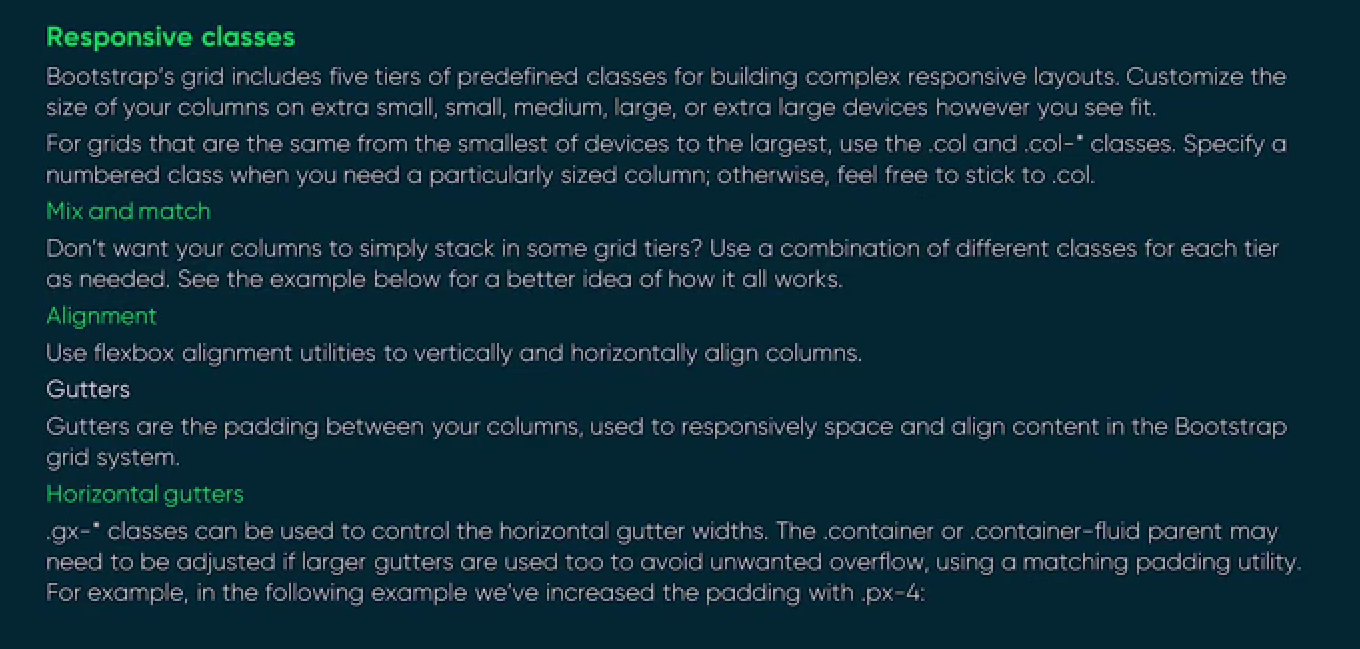 Responsive classes
Bootstrap's grid includes five tiers of predefined classes for building complex responsive layouts. Customize the
size of your columns on extra small, small, medium, large, or extra large devices however you see fit.
For grids that are the same from the smallest of devices to the largest, use the .col and .col-* classes. Specify a
numbered class when you need a particularly sized column; otherwise, feel free to stick to .col.
Mix and match
Don't want your columns to simply stack in some grid tiers? Use a combination of different classes for each tier
as needed. See the example below for a better idea of how it all works.
Alignment
Use flexbox alignment utilities to vertically and horizontally align columns.
Gutters
Gutters are the padding between your columns, used to responsively space and align content in the Bootstrap
grid system.
Horizontal gutters
.gx-* classes can be used to control the horizontal gutter widths. The .container or .container-fluid parent may
need to be adjusted if larger gutters are used too to avoid unwanted overflow, using a matching padding utility.
For example, in the following example we've increased the padding with .px-4: